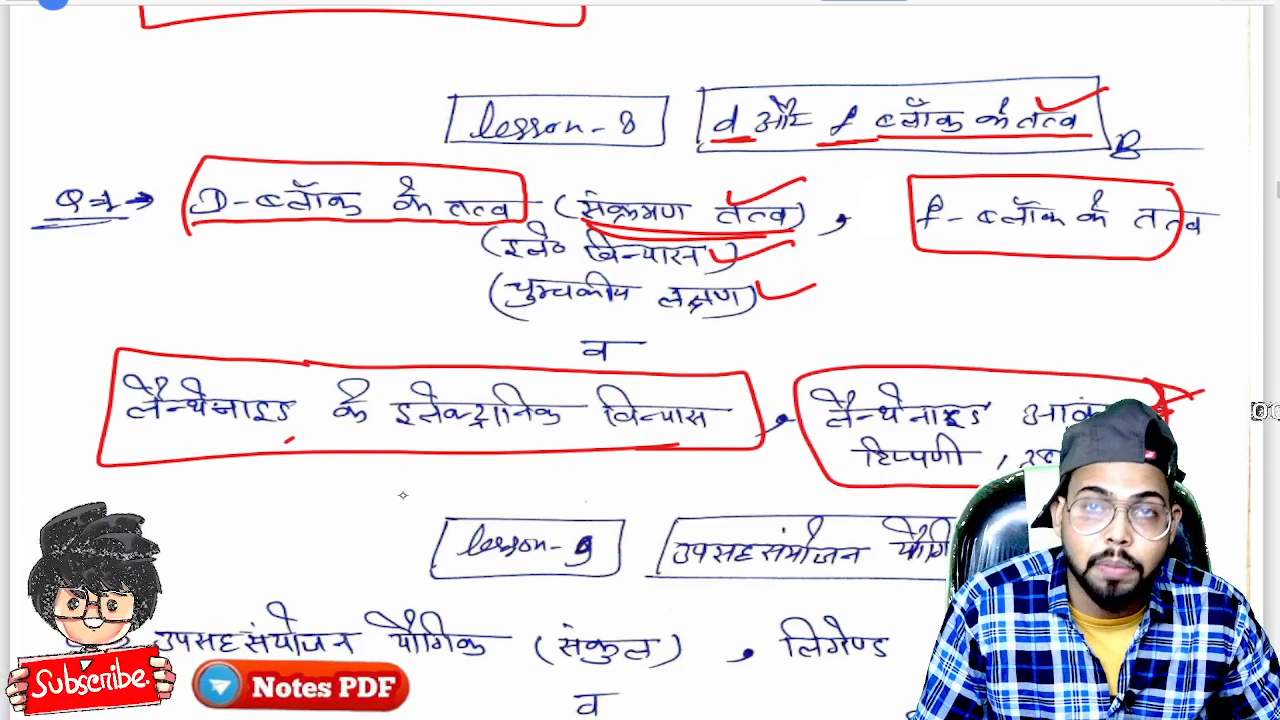 lesson-8 d और f ब्लॉक के तत्व
Q1→ D-ब्लॉक के तत्व (संक्रमण तत्व), f-ब्लॉक के तत्व
(इले० विन्यास)
(चुम्बकीय लक्षण)
व
लैन्थेनाइड के इलेक्ट्रानिक विन्यास, लैन्थेनाइड
टिप्पणी,
lesson-9 उपसहसंयोजन
उपसहसंयोजन यौगिक (संकुल), लिगेण्ड
व
Subscribe.
Notes PDF